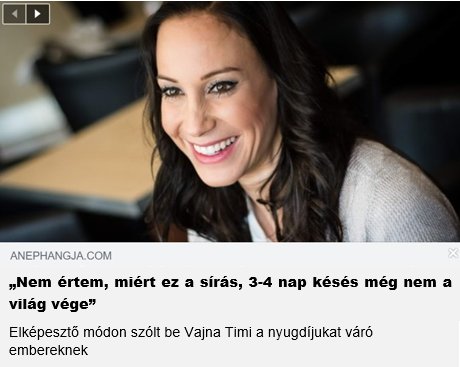 ANEPHANGJA.COM
„Nem értem, miért ez a sírás, 3-4 nap késés még nem a
világ vége”
Elképesztő módon szólt be Vajna Timi a nyugdíjukat váró
embereknek